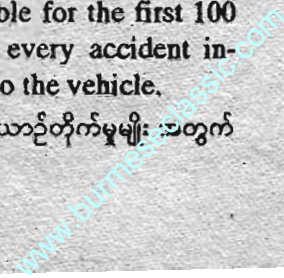 ble for the first 100
every accident in-
o the vehicle.
ယာဉ်တိုက်မှုမျိုး အတွက်
www.burmeseclassic.com